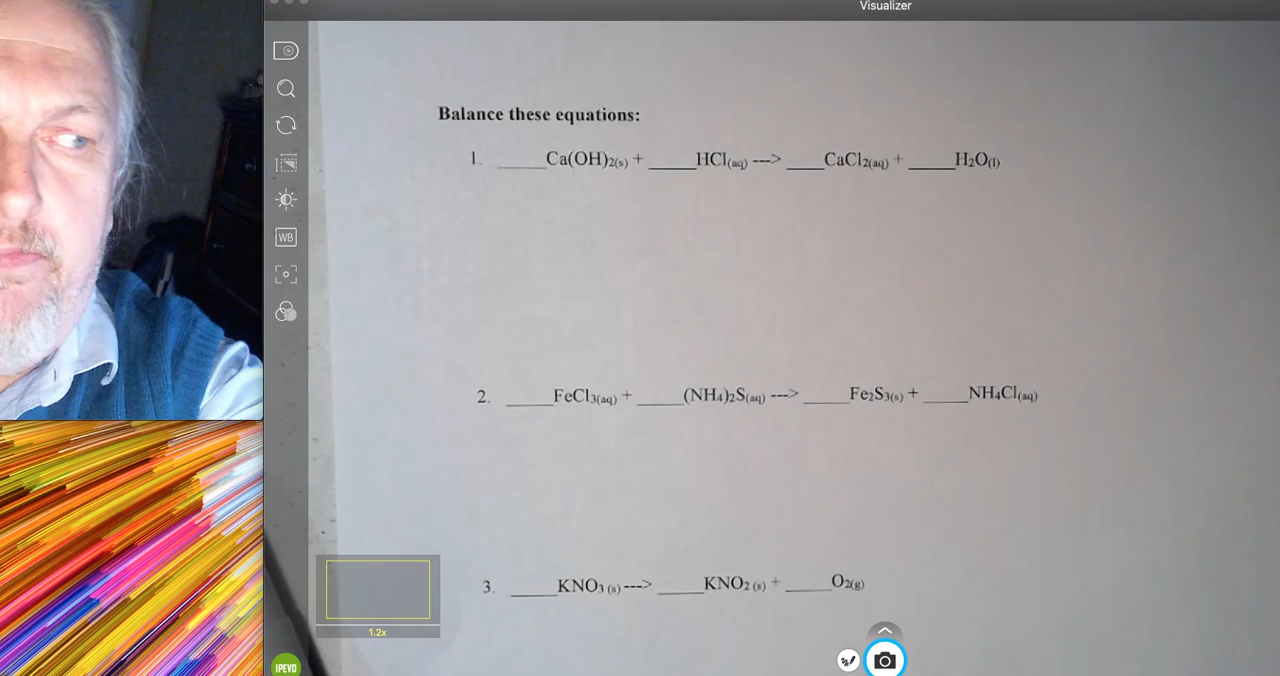 Visualizer
WB
Balance these equations:
1. _____Ca(OH)2(s) + _____HCl(aq) ---> ____CaCl2(aq) + _____H2O(l)
2. _____FeCl3(aq) + _____(NH4)2S(aq) ---> _____Fe2S3(s) + _____NH4Cl(aq)
3. _____KNO3 (s) ---> _____KNO2 (s) + _____O2(g)
1.2x
IPEVO